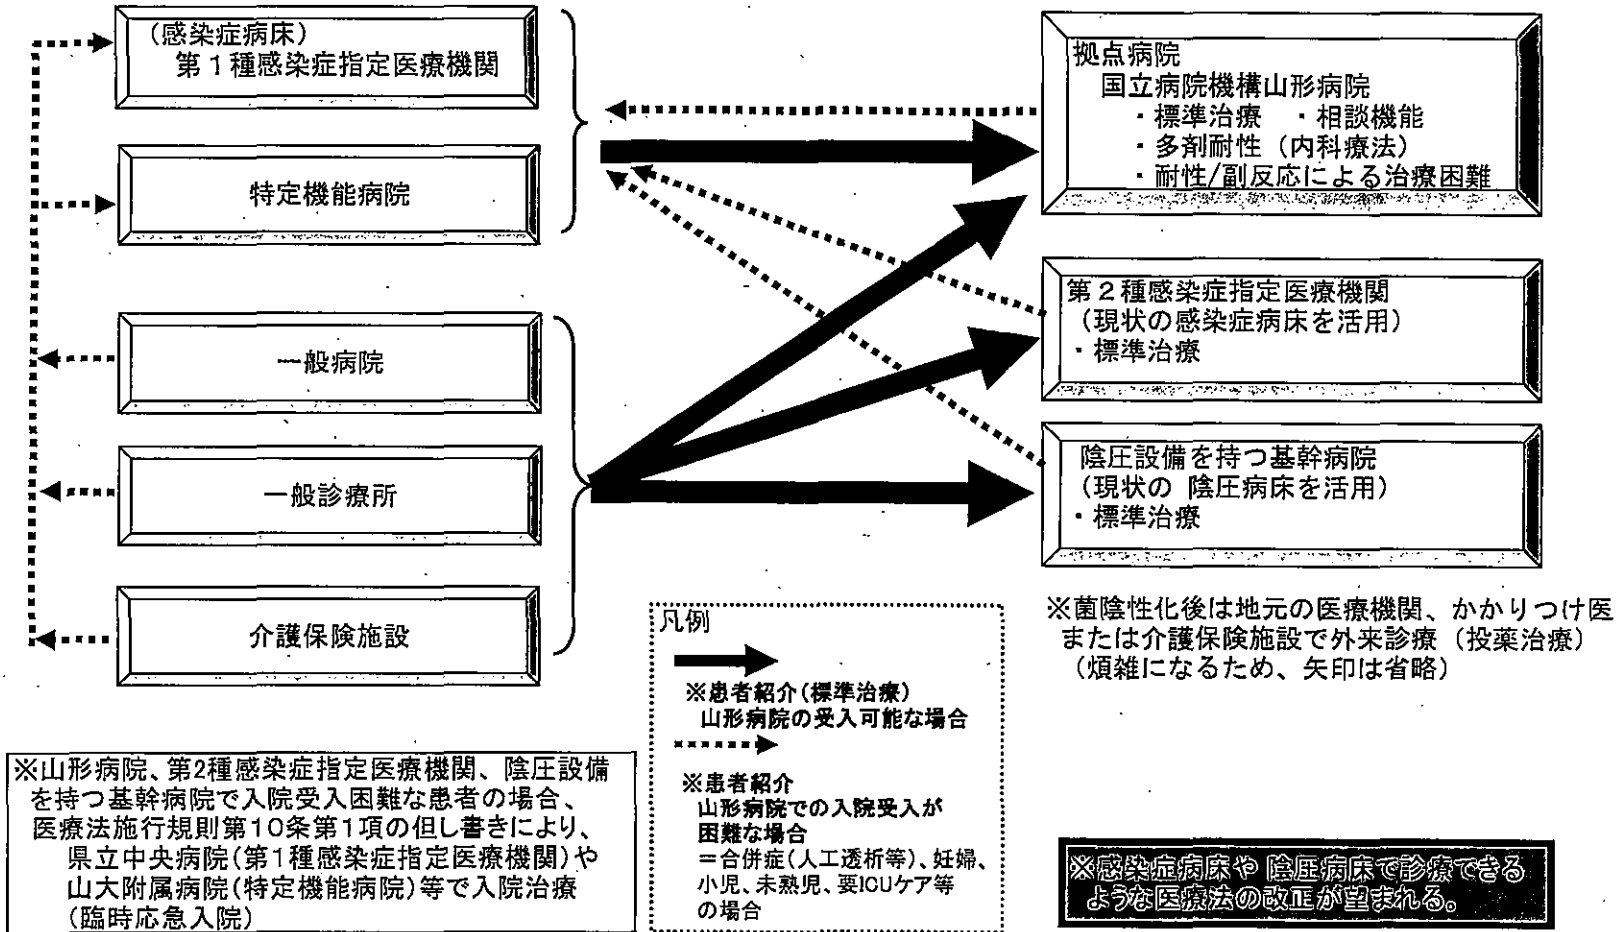 (感染症病床)
第1種感染症指定医療機関
特定機能病院
一般病院
一般診療所
介護保険施設
拠点病院
国立病院機構山形病院
・標準治療　・相談機能
・多剤耐性（内科療法）
・耐性/副反応による治療困難
第2種感染症指定医療機関
（現状の感染症病床を活用）
・標準治療
陰圧設備を持つ基幹病院
（現状の 陰圧病床を活用）
・標準治療
※菌陰性化後は地元の医療機関、かかりつけ医
または介護保険施設で外来診療（投薬治療）
（煩雑になるため、矢印は省略）
凡例
※患者紹介（標準治療）
山形病院の受入可能な場合
※患者紹介
山形病院での入院受入が
困難な場合
＝合併症（人工透析等）、妊婦、
小児、未熟児、要ICUケア等
の場合
※山形病院、第2種感染症指定医療機関、陰圧設備
を持つ基幹病院で入院受入困難な患者の場合、
医療法施行規則第10条第1項の但し書きにより、
県立中央病院（第1種感染症指定医療機関）や
山大附属病院（特定機能病院）等で入院治療
（臨時応急入院）
※感染症病床や 陰圧病床で診療できる
ような医療法の改正が望まれる。